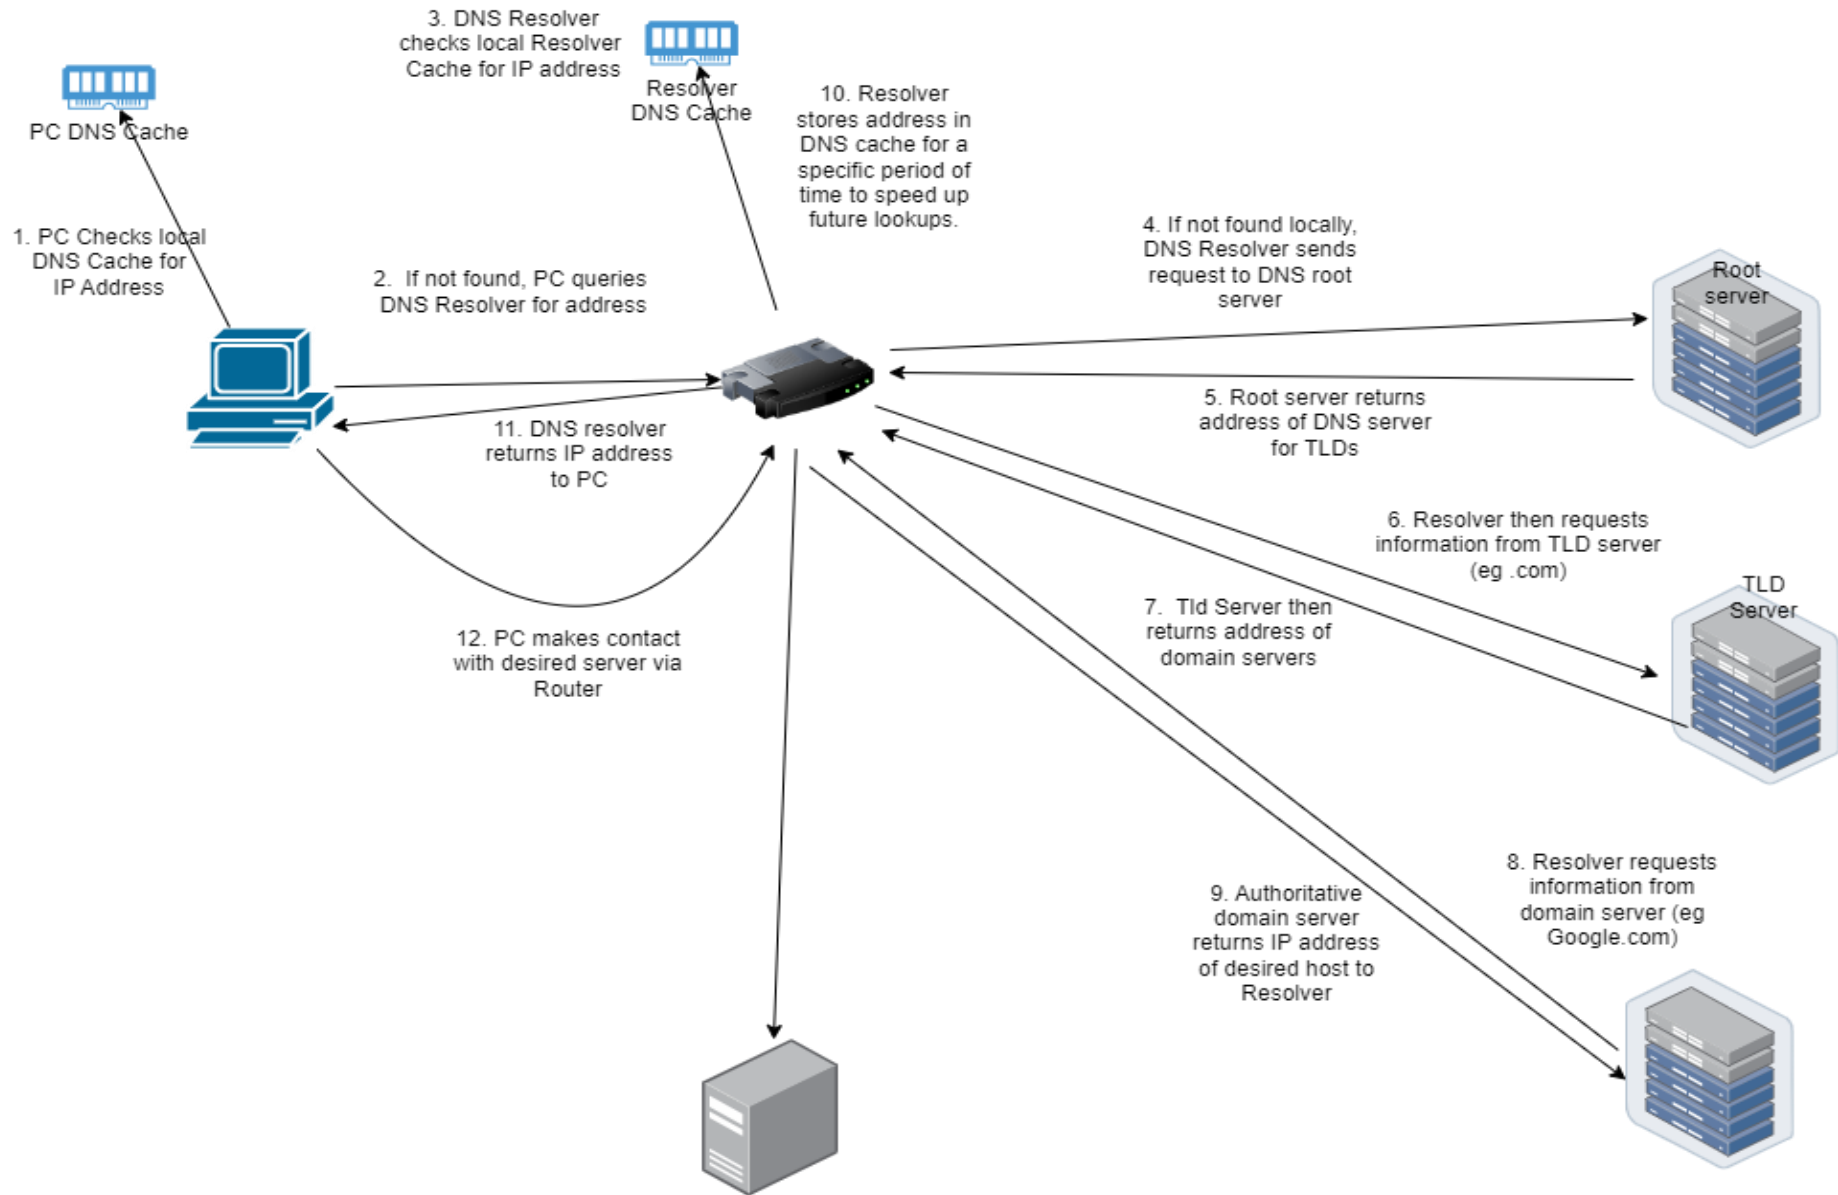 3. DNS Resolver
checks local Resolver
Cache for IP address
Resolver
DNS Cache
PC DNS Cache
10. Resolver
stores address in
DNS cache for a
specific period of
time to speed up
future lookups.
1. PC Checks local
DNS Cache for
IP Address
2. If not found, PC queries
DNS Resolver for address
4. If not found locally,
DNS Resolver sends
request to DNS root
server
Root
server
5. Root server returns
address of DNS server
for TLDs
11. DNS resolver
returns IP address
to PC
6. Resolver then requests
information from TLD server
(eg .com)
TLD
Server
7. Tld Server then
returns address of
domain servers
12. PC makes contact
with desired server via
Router
8. Resolver requests
information from
domain server (eg
Google.com)
9. Authoritative
domain server
returns IP address
of desired host to
Resolver